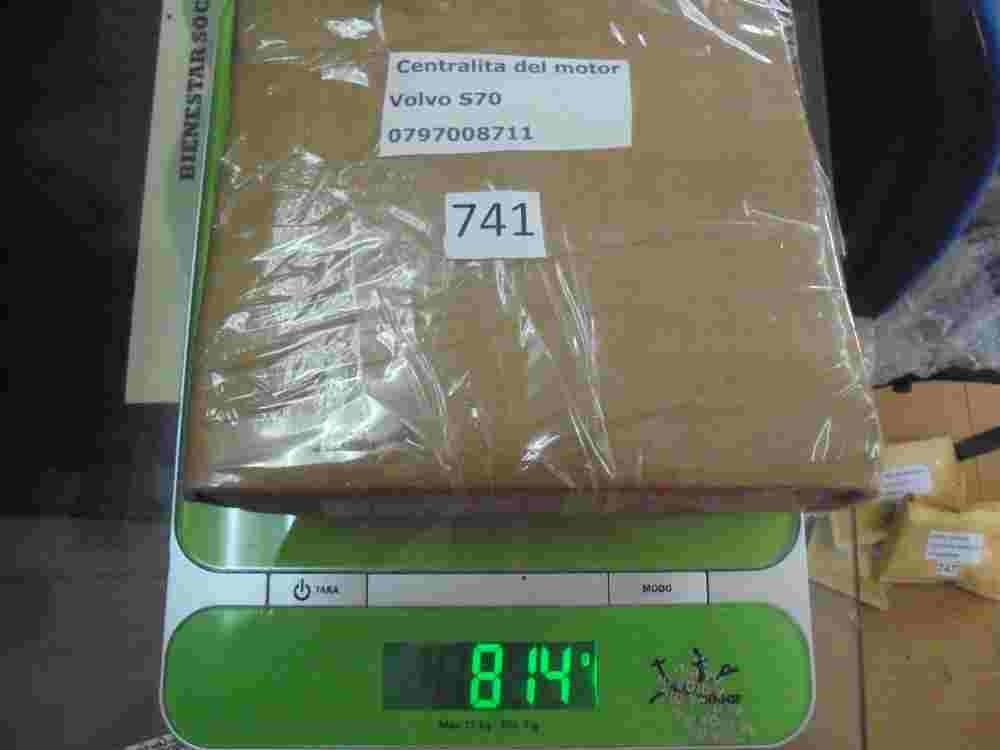 BIENESTAR SOC
Centralita del motor
Volvo S70
0797008711
741
TARA
MODO
814